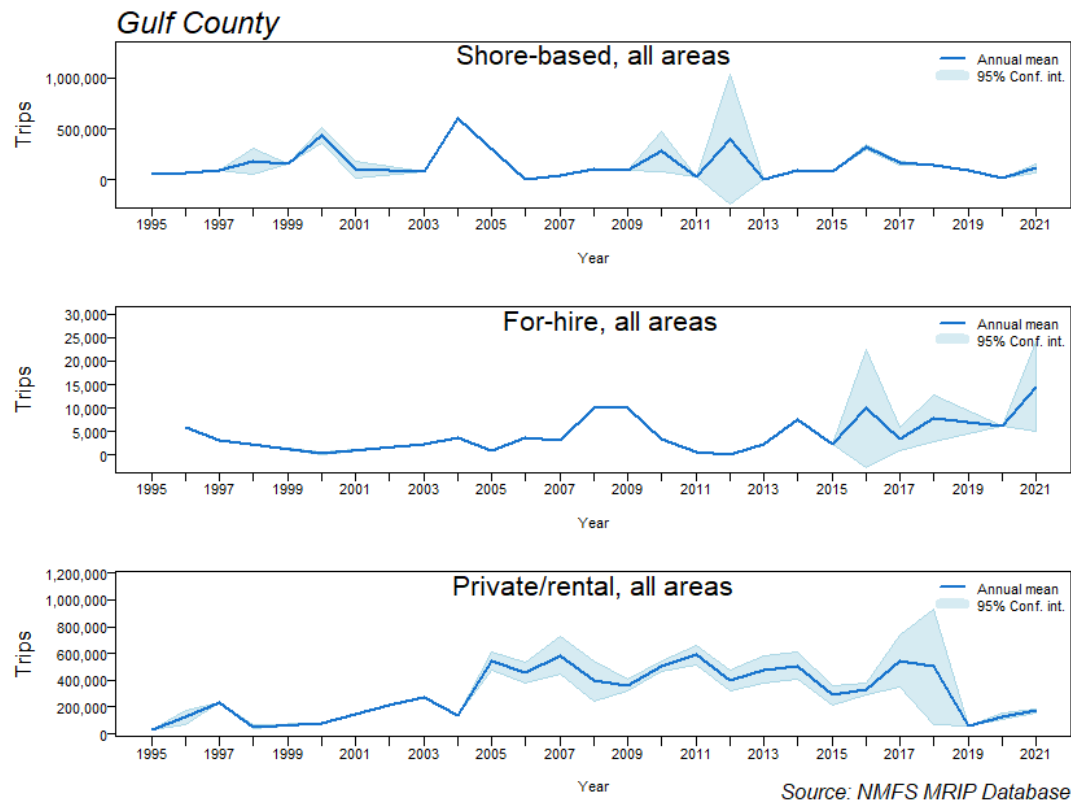 Gulf County
Shore-based, all areas
Annual mean
95% Conf. int.
Trips
1,000,000
500,000
0
1995 1997 1999 2001 2003 2005 2007 2009 2011 2013 2015 2017 2019 2021
Year
For-hire, all areas
Annual mean
95% Conf. int.
Trips
30,000
25,000
20,000
15,000
10,000
5,000
0
1995 1997 1999 2001 2003 2005 2007 2009 2011 2013 2015 2017 2019 2021
Year
Private/rental, all areas
Annual mean
95% Conf. int.
Trips
1,200,000
1,000,000
800,000
600,000
400,000
200,000
0
1995 1997 1999 2001 2003 2005 2007 2009 2011 2013 2015 2017 2019 2021
Year
Source: NMFS MRIP Database